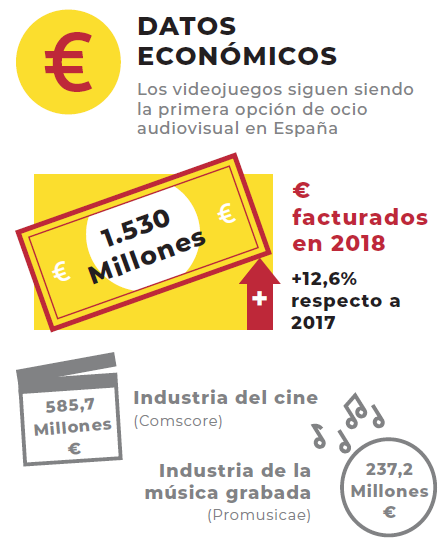 €
DATOS
ECONÓMICOS
Los videojuegos siguen siendo
la primera opción de ocio
audiovisual en España
€
1.530
Millones
€
€
facturados
en 2018
+12,6%
respecto a
2017
585,7
Millones
€
Industria del cine
(Comscore)
Industria de la
música grabada
(Promusicae)
237,2
Millones
€